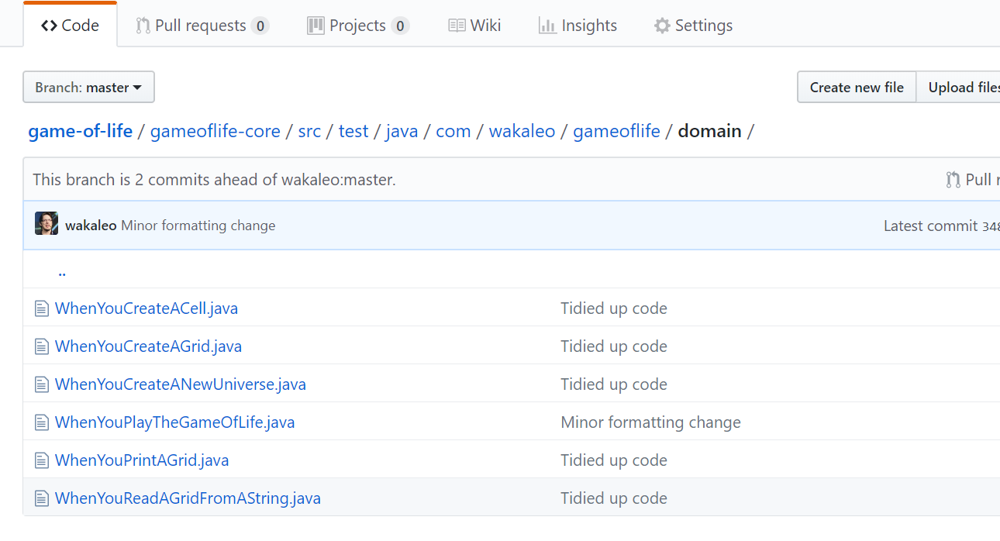 <> Code Pull requests 0 Projects 0 Wiki Insights Settings
Branch: master Create new file Upload files
game-of-life / gameoflife-core / src / test / java / com / wakaleo / gameoflife / domain /
This branch is 2 commits ahead of wakaleo:master. Pull r
wakaleo Minor formatting change Latest commit 348
..
WhenYouCreateACell.java Tidied up code
WhenYouCreateAGrid.java Tidied up code
WhenYouCreateANewUniverse.java Tidied up code
WhenYouPlayTheGameOfLife.java Minor formatting change
WhenYouPrintAGrid.java Tidied up code
WhenYouReadAGridFromAString.java Tidied up code